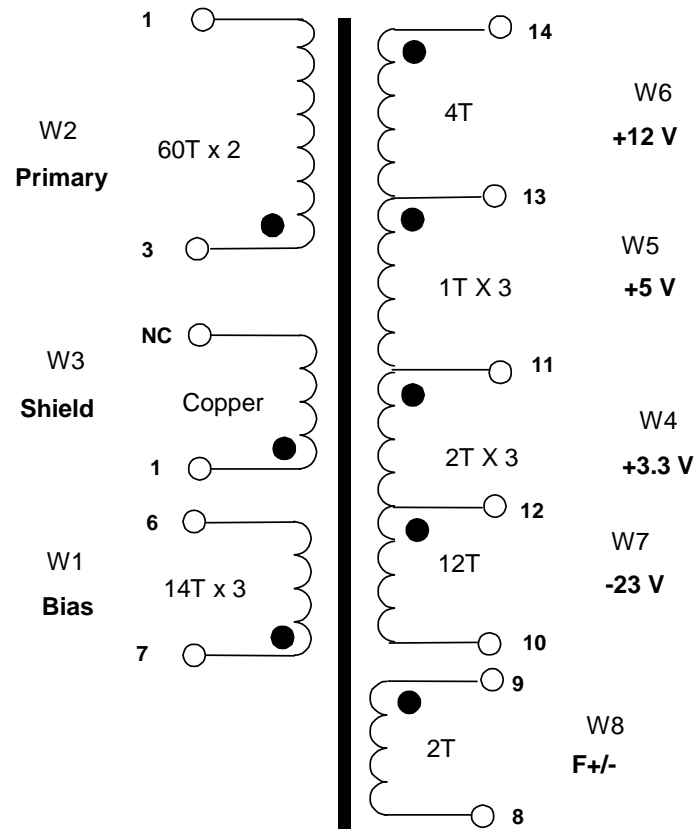 1
W2
Primary
60T x 2
3
NC
W3
Shield
Copper
1
6
W1
Bias
14T x 3
7
14
4T
W6
+12 V
13
1T X 3
W5
+5 V
11
2T X 3
W4
+3.3 V
12
12T
W7
-23 V
10
9
2T
W8
F+/-
8